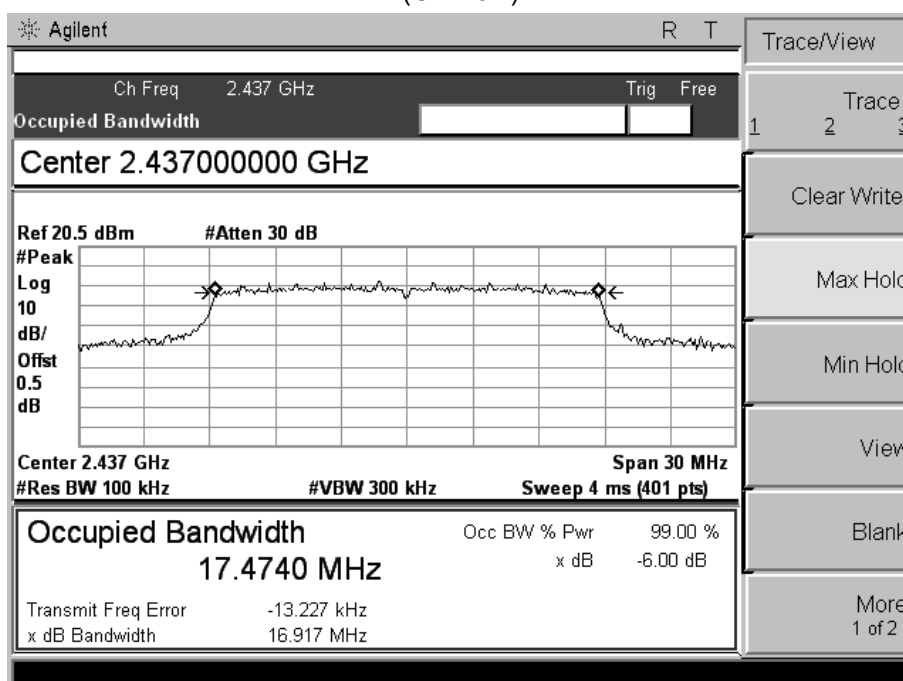 Agilent R T
Trace/View
Ch Freq 2.437 GHz Trig Free
Occupied Bandwidth
Trace
1 2 3
Center 2.437000000 GHz
Clear Write
Ref 20.5 dBm #Atten 30 dB
#Peak
Log
10
dB/
Offst
0.5
dB
Max Hold
Min Hold
View
Center 2.437 GHz Span 30 MHz
#Res BW 100 kHz #VBW 300 kHz Sweep 4 ms (401 pts)
Occupied Bandwidth Occ BW % Pwr 99.00 %
17.4740 MHz x dB -6.00 dB
Blank
Transmit Freq Error -13.227 kHz
x dB Bandwidth 16.917 MHz
More
1 of 2